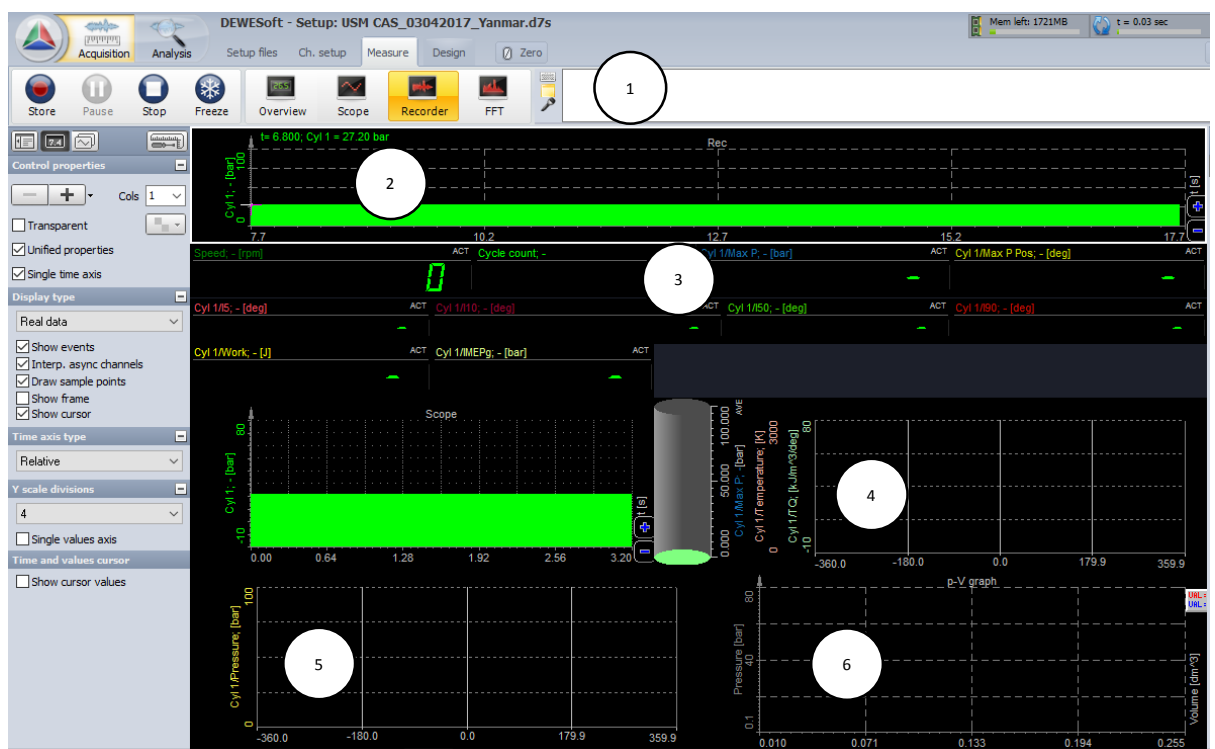 DEWESoft - Setup: USM CAS_03042017_Yanmar.d7s
Mem left: 1721MB
t = 0.03 sec
Acquisition
Analysis
Setup files
Ch. setup
Measure
Design
Zero
Store
Pause
Stop
Freeze
Overview
Scope
Recorder
FFT
1
Control properties
Cols 1
Transparent
Unified properties
Single time axis
Display type
Real data
Show events
Interp. async channels
Draw sample points
Show frame
Show cursor
Time axis type
Relative
Y scale divisions
4
Single values axis
Time and values cursor
Show cursor values
t= 6.800; Cyl 1 = 27.20 bar
Rec
Cyl 1; - [bar]
100
0
2
t [s]
7.7 10.2 12.7 15.2 17.7
Speed; - [rpm] ACT
0
Cycle count; -
3
Cyl 1/Max P; - [bar] ACT
-
Cyl 1/Max P Pos; - [deg] ACT
-
Cyl 1/I5; - [deg] ACT
-
Cyl 1/I10; - [deg] ACT
-
Cyl 1/I50; - [deg] ACT
-
Cyl 1/I90; - [deg] ACT
-
Cyl 1/Work; - [J] ACT
-
Cyl 1/IMEPg; - [bar] ACT
-
Scope
Cyl 1; - [bar]
80
-10
t [s]
0.00 0.64 1.28 1.92 2.56 3.20
AVE
0.000 50.000 100.000
Cyl 1/Max P; -[bar]
Cyl 1/Temperature; [K]
0 3000
Cyl 1/TQ; [kJ/m^3/deg]
-10 80
4
-360.0 -180.0 0.0 179.9 359.9
Cyl 1/Pressure; [bar]
100
0
5
-360.0 -180.0 0.0 179.9 359.9
p-V graph
Pressure [bar]
80
40
0.1
6
Volume [dm^3]
0.010 0.071 0.133 0.194 0.255